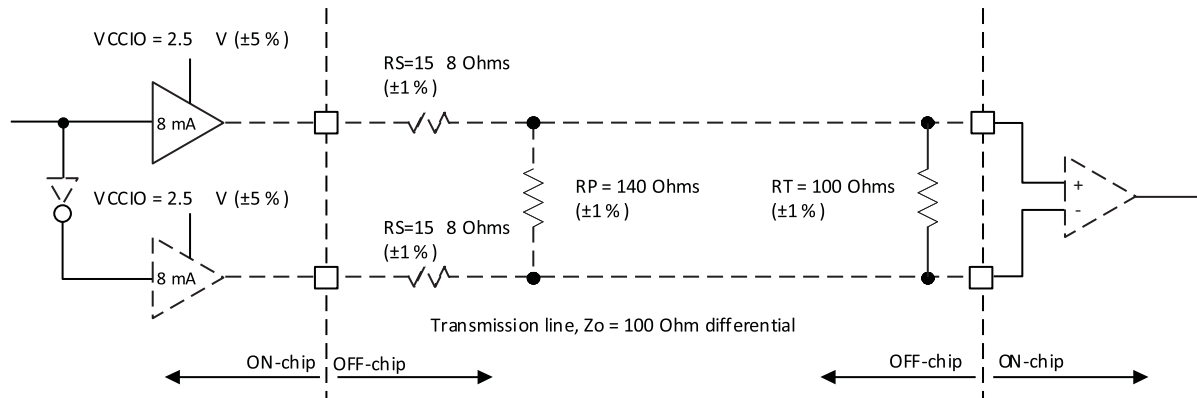 VCCIO = 2.5 V (±5 %)
8 mA
RS=15 8 Ohms
(±1 %)
VCCIO = 2.5 V (±5 %)
8 mA
RS=15 8 Ohms
(±1 %)
RP = 140 Ohms
(±1 %)
RT = 100 Ohms
(±1 %)
+
-
Transmission line, Zo = 100 Ohm differential
ON-chip
OFF-chip
OFF-chip
ON-chip